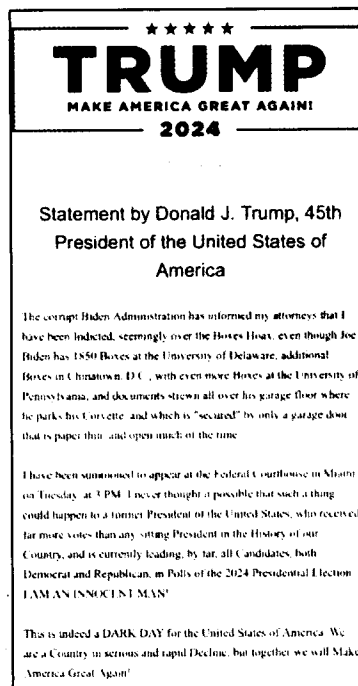 TRUMP
MAKE AMERICA GREAT AGAIN!
2024
Statement by Donald J. Trump, 45th
President of the United States of
America
The corrupt Biden Administration has informed my attorneys that I
have been Indicted, seemingly over the Boxes Hoax, even though Joe
Biden has 1850 Boxes at the University of Delaware, additional
Boxes in Chinatown, D.C., with even more Boxes at the University of
Pennsylvania, and documents strewn all over his garage floor where
he parks his Corvette, and which is "secured" by only a garage door
that is paper thin, and open much of the time.
I have been summoned to appear at the Federal Courthouse in Miami
on Tuesday, at 3 PM. I never thought it possible that such a thing
could happen to a former President of the United States, who received
far more votes than any sitting President in the History of our
Country, and is currently leading, by far, all Candidates, both
Democrat and Republican, in Polls of the 2024 Presidential Election.
I AM AN INNOCENT MAN!
This is indeed a DARK DAY for the United States of America. We
are a Country in serious and rapid Decline, but together we will Make
America Great Again!